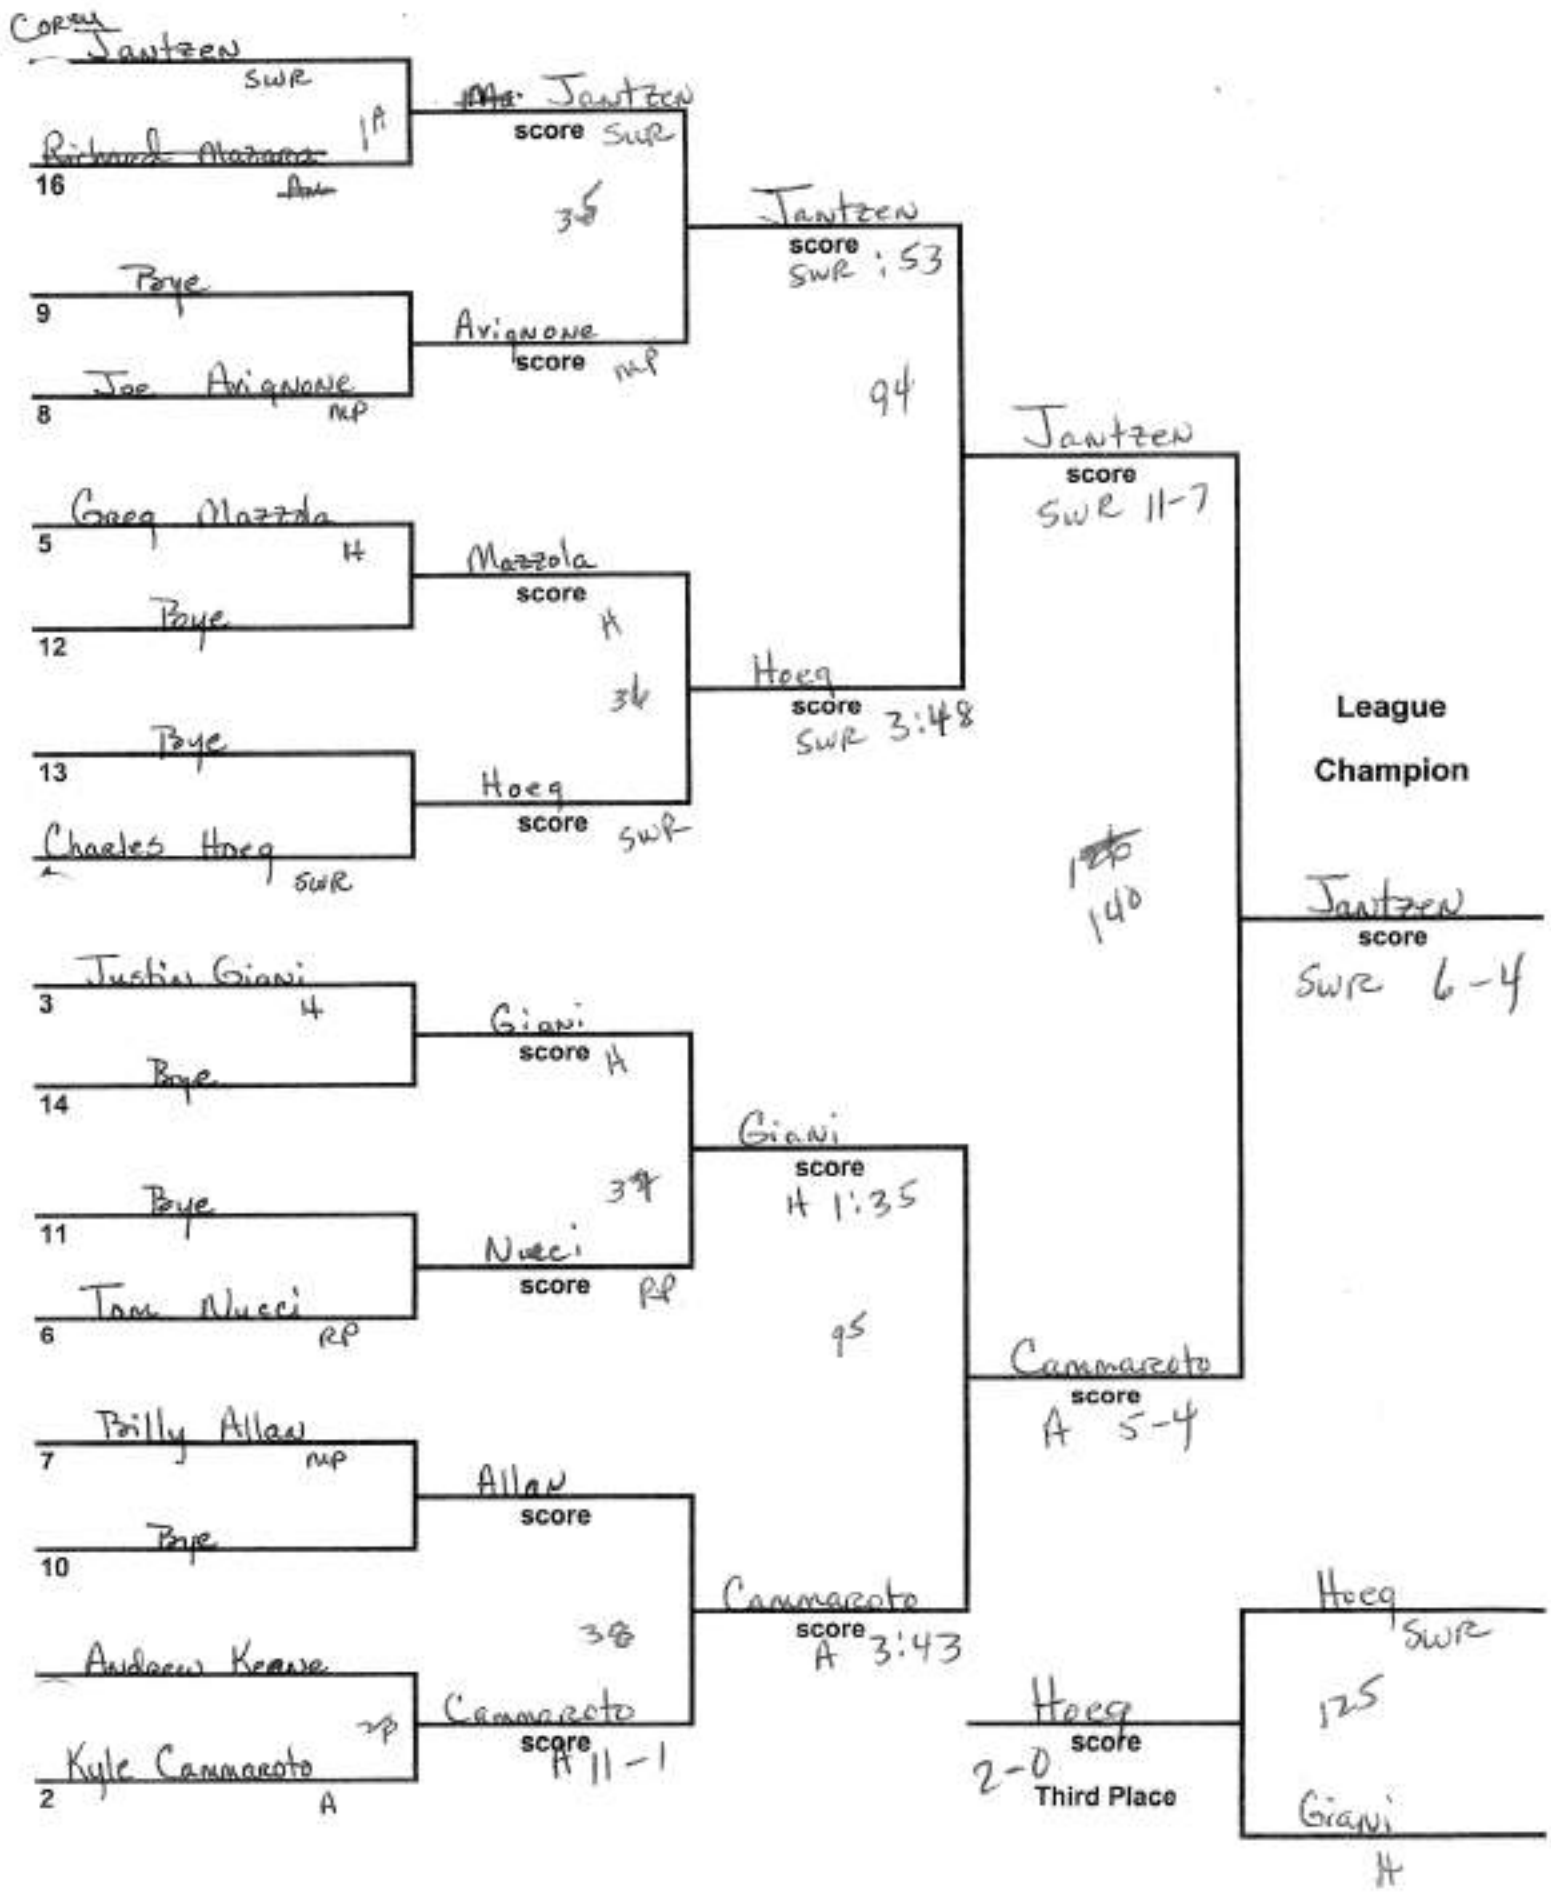 Corey
Jantzen
SWR
1A
Richard Mazara
16
Jantzen
score SWR
35
Bye
9
Joe Avignone
8 MP
Avignone
score MP
Jantzen
score
SWR :53
94
Greg Mazzola
5 H
Bye
12
Mazzola
score
H
36
Bye
13
Charles Hoeg
SWR
Hoeg
score SWR
Hoeg
score
SWR 3:48
Jantzen
score
SWR 11-7
League
Champion
140
Jantzen
score
SWR 6-4
Justin Giani
3 H
Bye
14
Giani
score H
37
Bye
11
Tom Nucci
6 RP
Nucci
score RP
Giani
score
H 1:35
95
Billy Allan
7 MP
Bye
10
Allan
score
38
Andrew Keane
Kyle Cammaroto
2 A
Cammaroto
score
A 11-1
Cammaroto
score
A 3:43
Cammaroto
score
A 5-4
Hoeg
SWR
125
Hoeg
score
2-0
Third Place
Giani
H